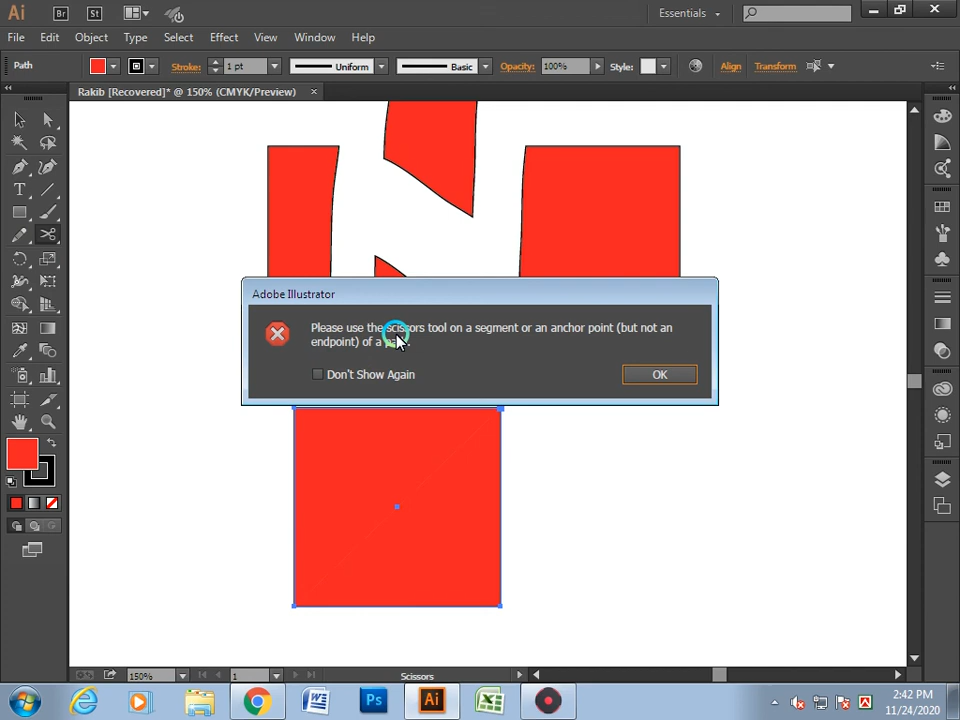 Ai Br St Essentials
File Edit Object Type Select Effect View Window Help
Path Stroke: 1 pt Uniform Basic Opacity: 100% Style: Align Transform
Rakib [Recovered]* @ 150% (CMYK/Preview)
Adobe Illustrator
Please use the scissors tool on a segment or an anchor point (but not an
endpoint) of a path.
Don't Show Again OK
150% 1 Scissors
Ps Ai
2:42 PM
11/24/2020